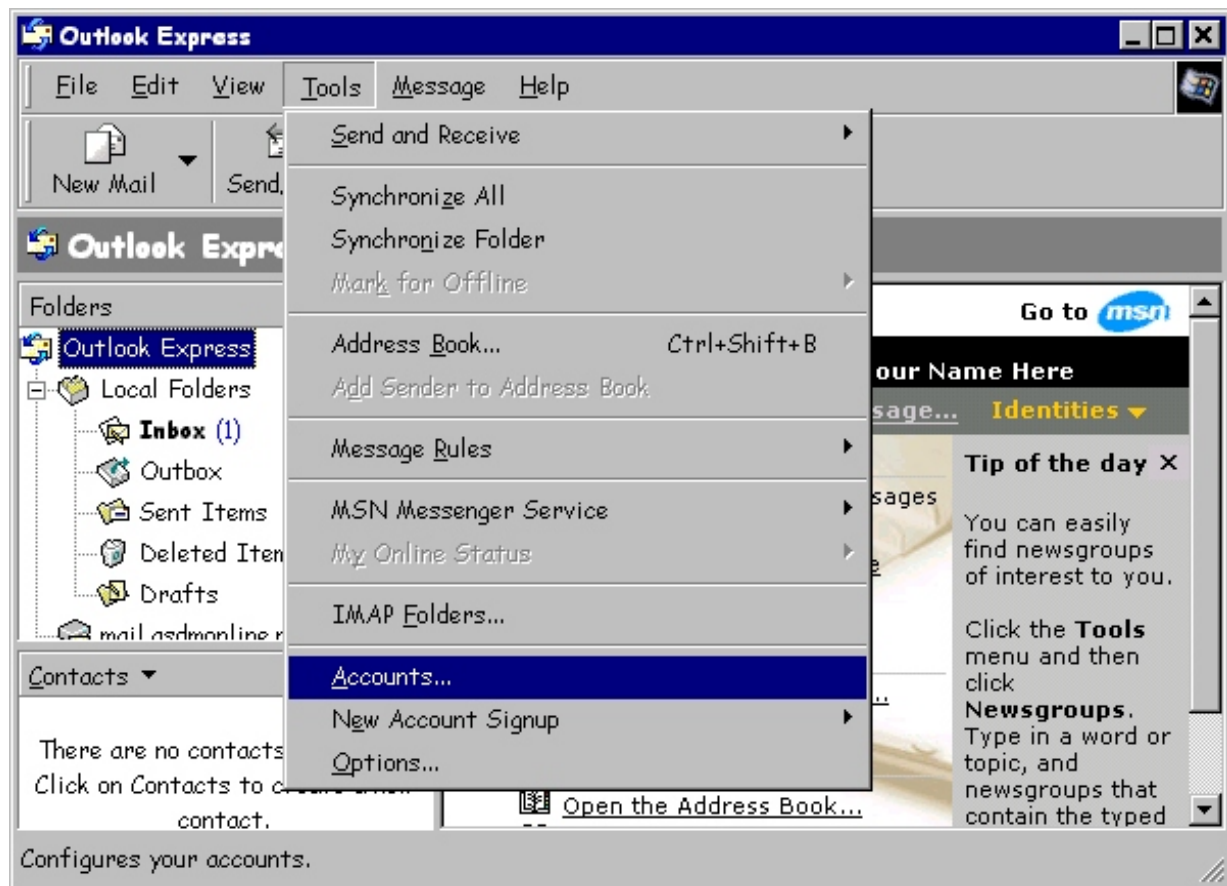 Outlook Express
File Edit View Tools Message Help
New Mail Send
Outlook
Send and Receive
Synchronize All
Synchronize Folder
Mark for Offline
Address Book... Ctrl+Shift+B
Add Sender to Address Book
Message Rules
MSN Messenger Service
My Online Status
IMAP Folders...
Accounts...
New Account Signup
Options...
Folders
Outlook Express
Local Folders
Inbox (1)
Outbox
Sent Items
Deleted Item
Drafts
Contacts
There are no contacts
Click on Contacts to
contact.
Go to msn
our Name Here
sage... Identities
sages
Open the Address Book...
Tip of the day
You can easily
find newsgroups
of interest to you.
Click the Tools
menu and then
click
Newsgroups.
Type in a word or
topic, and
newsgroups that
contain the typed
Configures your accounts.